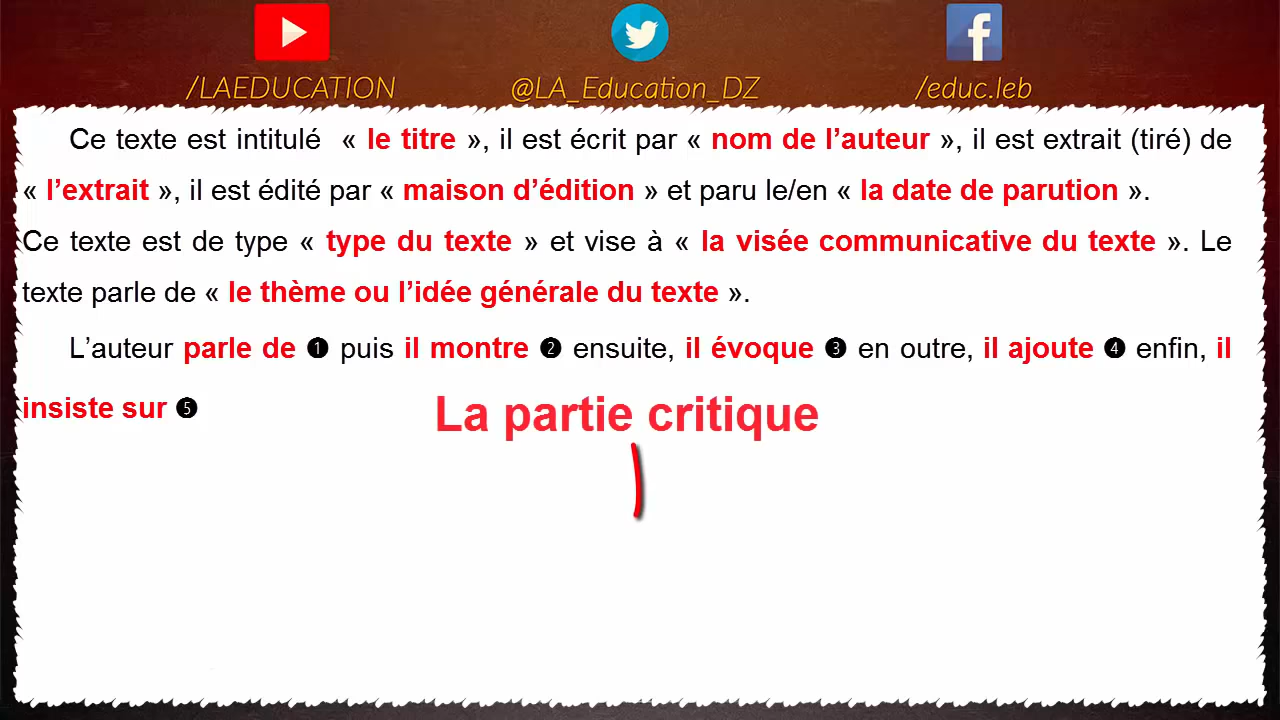 /LAEDUCATION
@LA_Education_DZ
/educ.leb
Ce texte est intitulé « le titre », il est écrit par « nom de l’auteur », il est extrait (tiré) de
« l’extrait », il est édité par « maison d’édition » et paru le/en « la date de parution ».
Ce texte est de type « type du texte » et vise à « la visée communicative du texte ». Le
texte parle de « le thème ou l’idée générale du texte ».
L’auteur parle de ❶ puis il montre ❷ ensuite, il évoque ❸ en outre, il ajoute ❹ enfin, il
insiste sur ❺
La partie critique